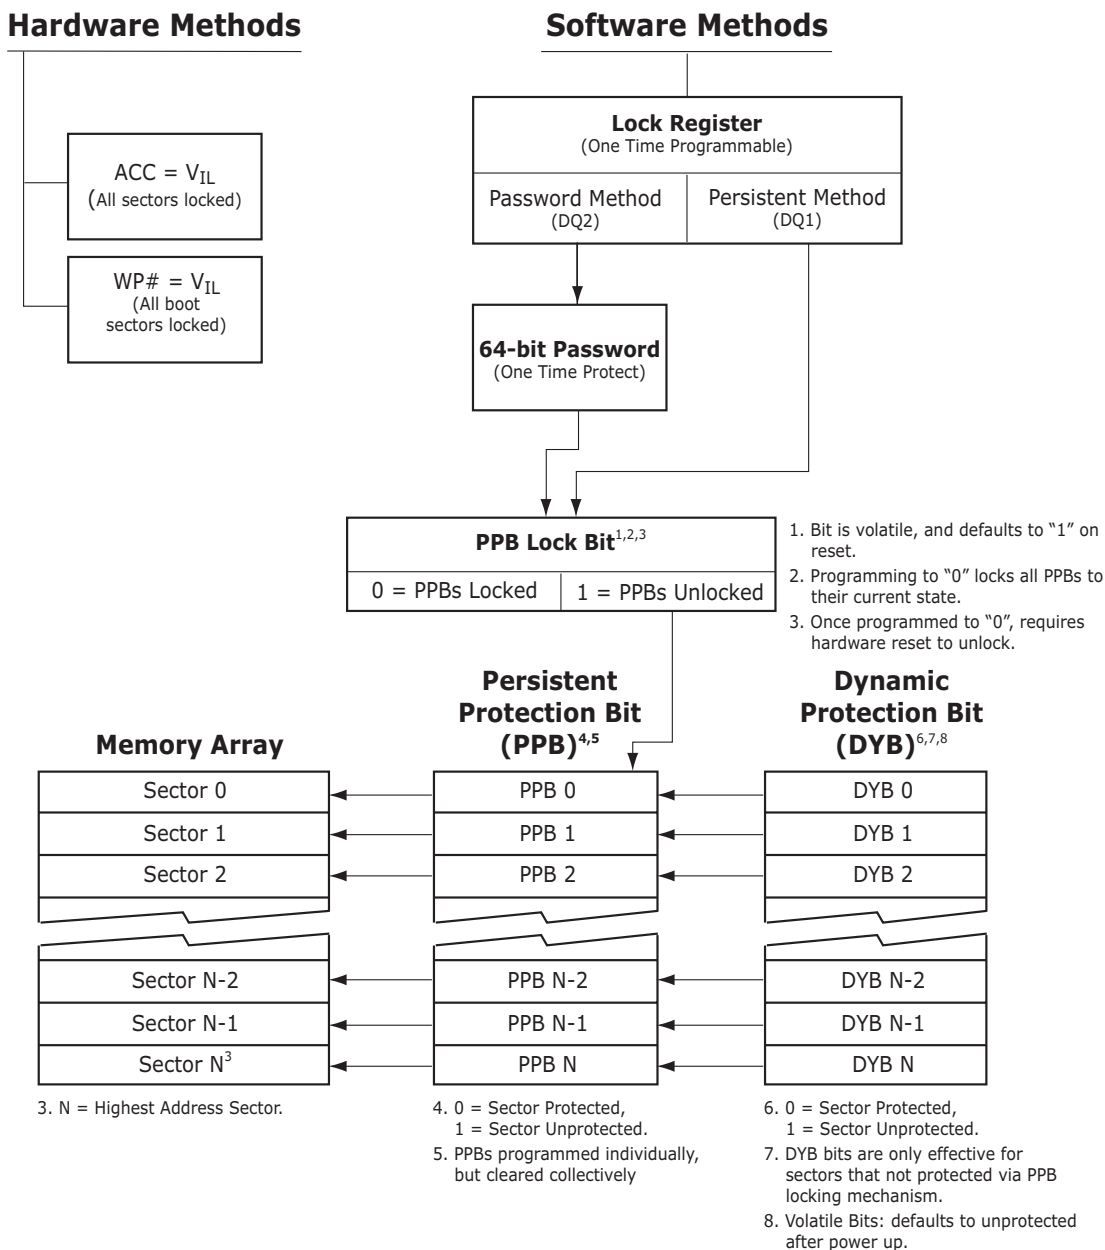 Hardware Methods
ACC = VIL
(All sectors locked)
WP# = VIL
(All boot
sectors locked)
Software Methods
Lock Register
(One Time Programmable)
Password Method
(DQ2)
Persistent Method
(DQ1)
64-bit Password
(One Time Protect)
PPB Lock Bit1,2,3
0 = PPBs Locked
1 = PPBs Unlocked
1. Bit is volatile, and defaults to “1” on
reset.
2. Programming to “0” locks all PPBs to
their current state.
3. Once programmed to “0”, requires
hardware reset to unlock.
Memory Array
Sector 0
Sector 1
Sector 2
Sector N-2
Sector N-1
Sector N3
3. N = Highest Address Sector.
Persistent
Protection Bit
(PPB)4,5
PPB 0
PPB 1
PPB 2
PPB N-2
PPB N-1
PPB N
4. 0 = Sector Protected,
1 = Sector Unprotected.
5. PPBs programmed individually,
but cleared collectively
Dynamic
Protection Bit
(DYB)6,7,8
DYB 0
DYB 1
DYB 2
DYB N-2
DYB N-1
DYB N
6. 0 = Sector Protected,
1 = Sector Unprotected.
7. DYB bits are only effective for
sectors that not protected via PPB
locking mechanism.
8. Volatile Bits: defaults to unprotected
after power up.